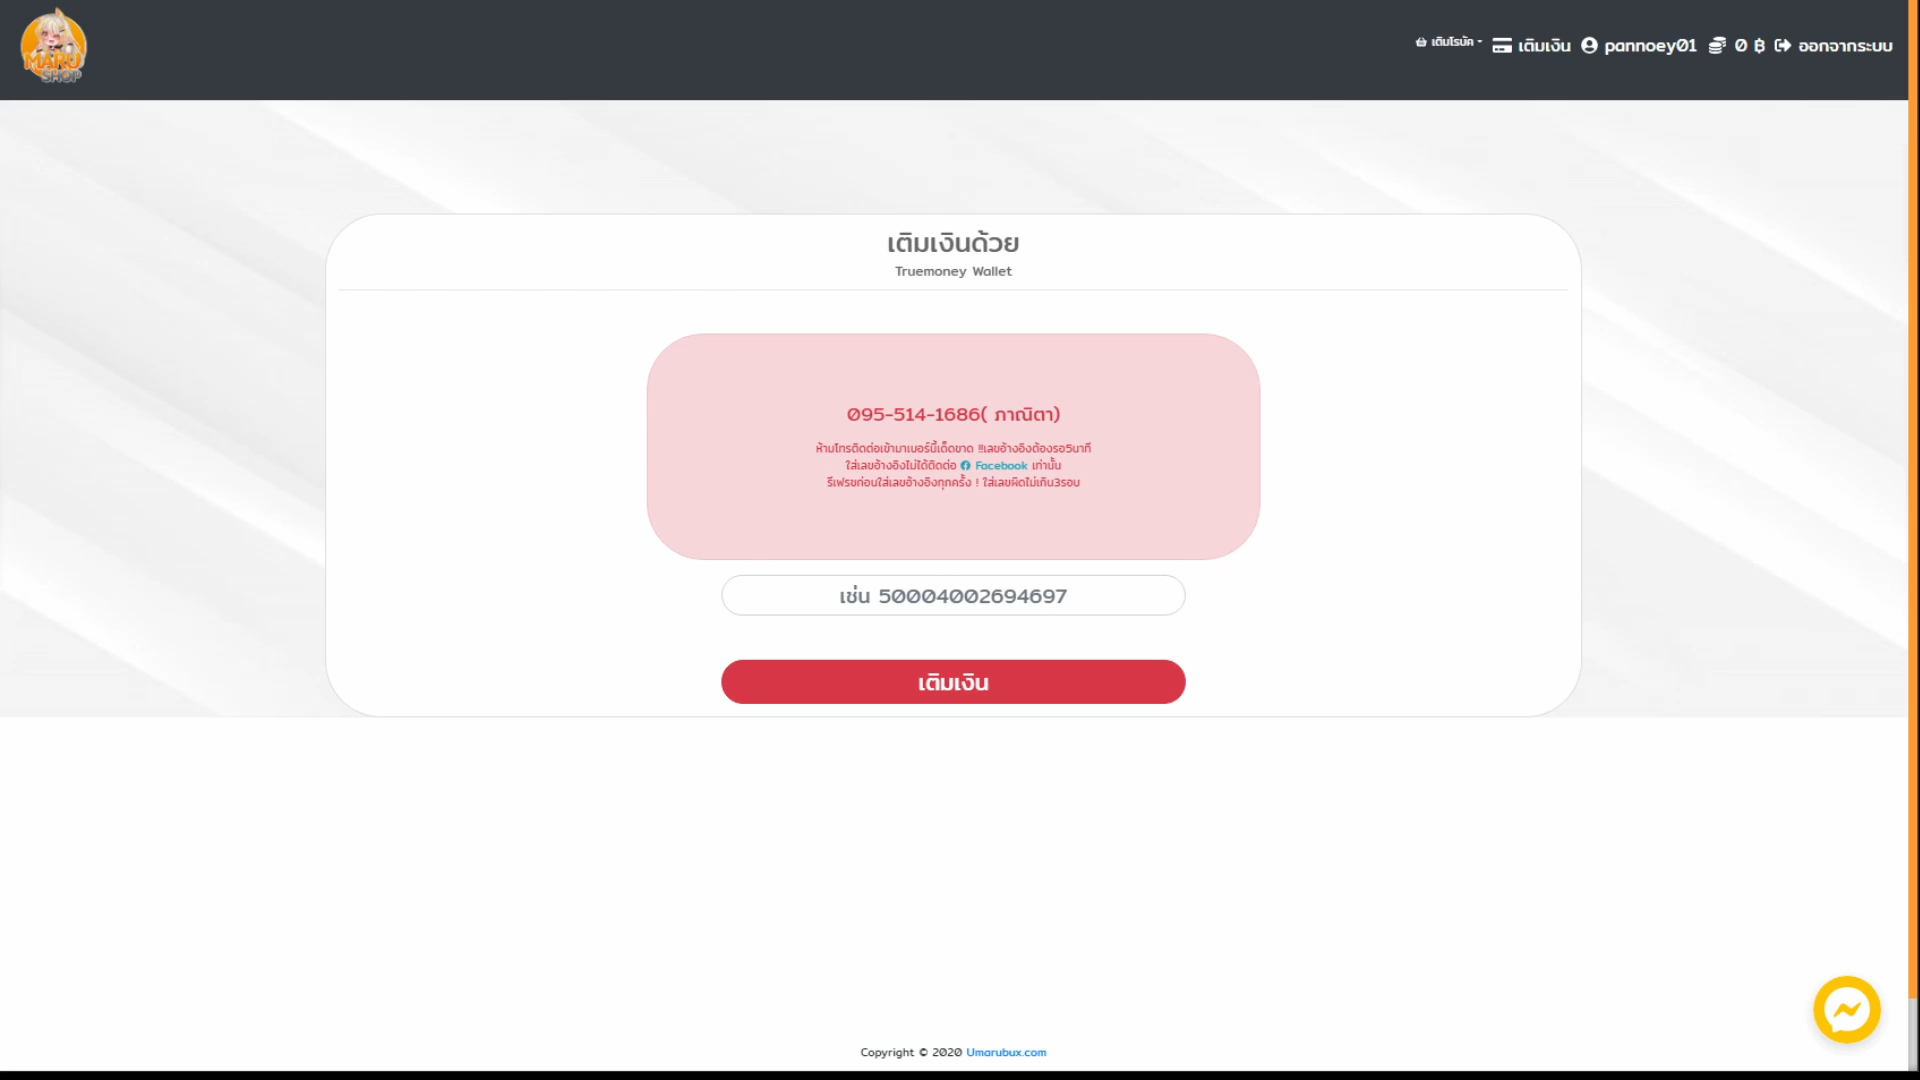 MARU
SHOP
เติมโรบัค
เติมเงิน
pannoey01
0 ฿
ออกจากระบบ
เติมเงินด้วย
Truemoney Wallet
095-514-1686( ภาณิตา)
ห้ามโทรติดต่อเข้ามาเบอร์นี้เด็ดขาด !!เลขอ้างอิงต้องรอ5นาที
ใส่เลขอ้างอิงไม่ได้ติดต่อ Facebook เท่านั้น
รีเฟรชก่อนใส่เลขอ้างอิงทุกครั้ง ! ใส่เลขผิดไม่เกิน3รอบ
เช่น 50004002694697
เติมเงิน
Copyright © 2020 Umarubux.com